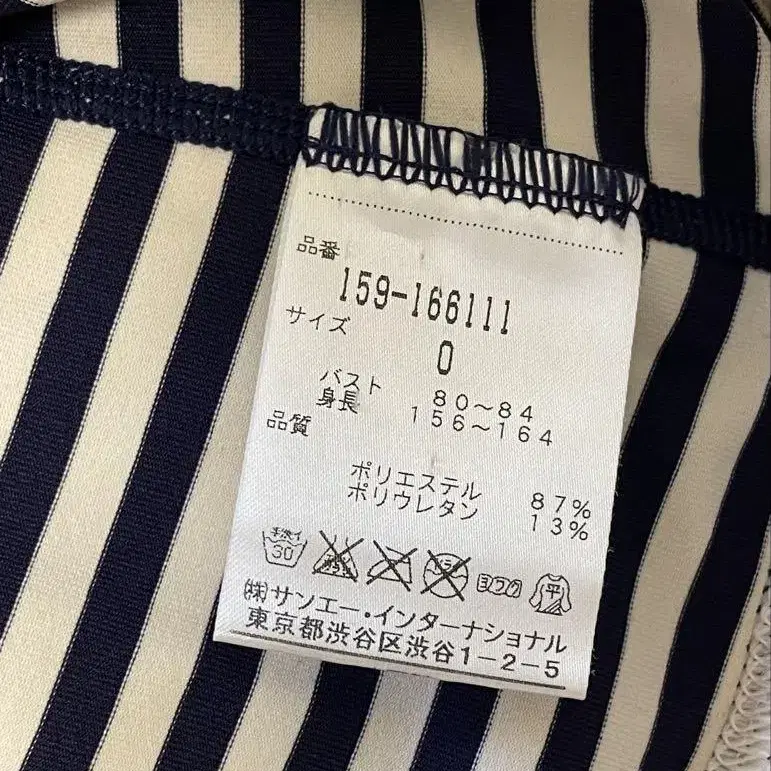 品番
159-166111
サイズ
0
バスト 80～84
身長 156～164
品質
ポリエステル 87%
ポリウレタン 13%
手洗イ 30 ヨワク 平
㈱サンエー・インターナショナル
東京都渋谷区渋谷1-2-5